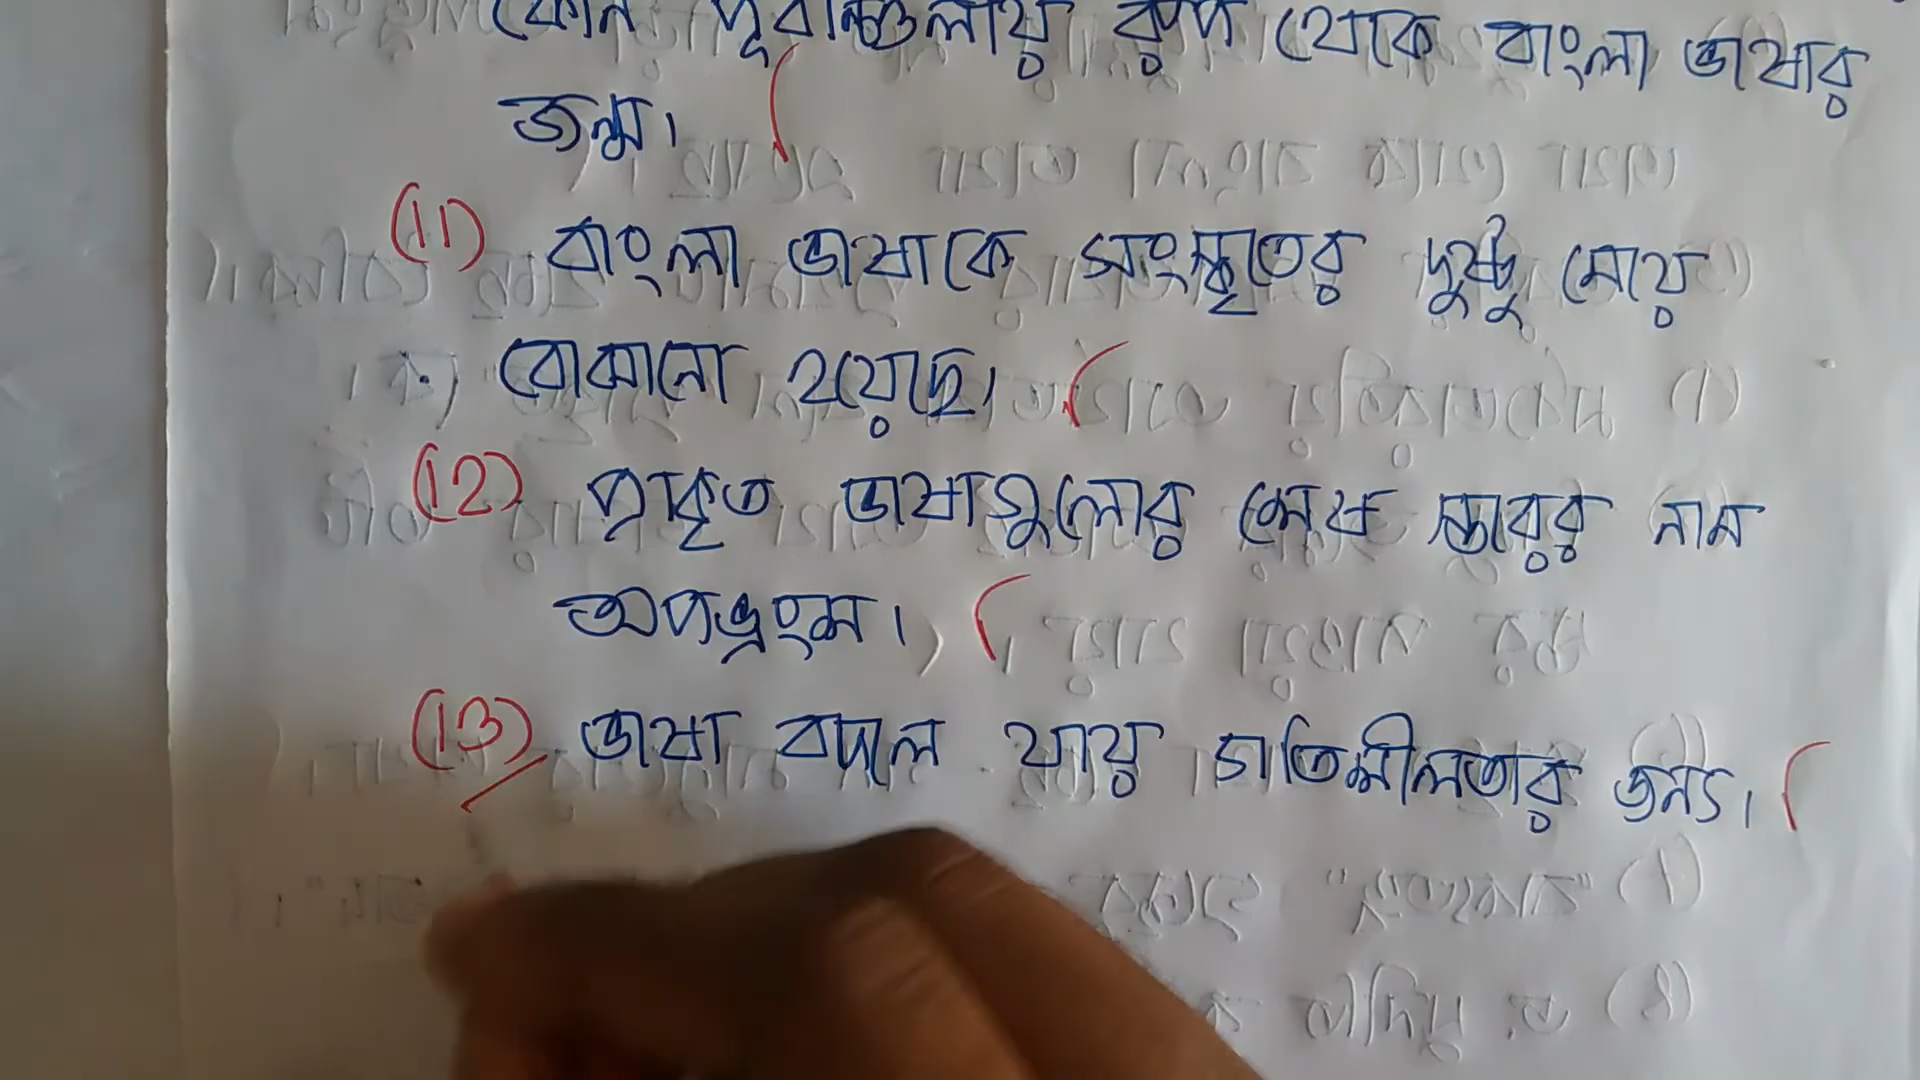 কোন পূর্বাঞ্চলীয় রূপ থেকে বাংলা ভাষার
জন্ম।
(11) বাংলা ভাষাকে সংস্কৃতের দুষ্টু মেয়ে
বোঝানো হয়েছে।
(12) প্রাকৃত ভাষাগুলোর শেষ স্তরের নাম
অপভ্রংশ।
(13) ভাষা বদলে যায় গতিশীলতার জন্য।